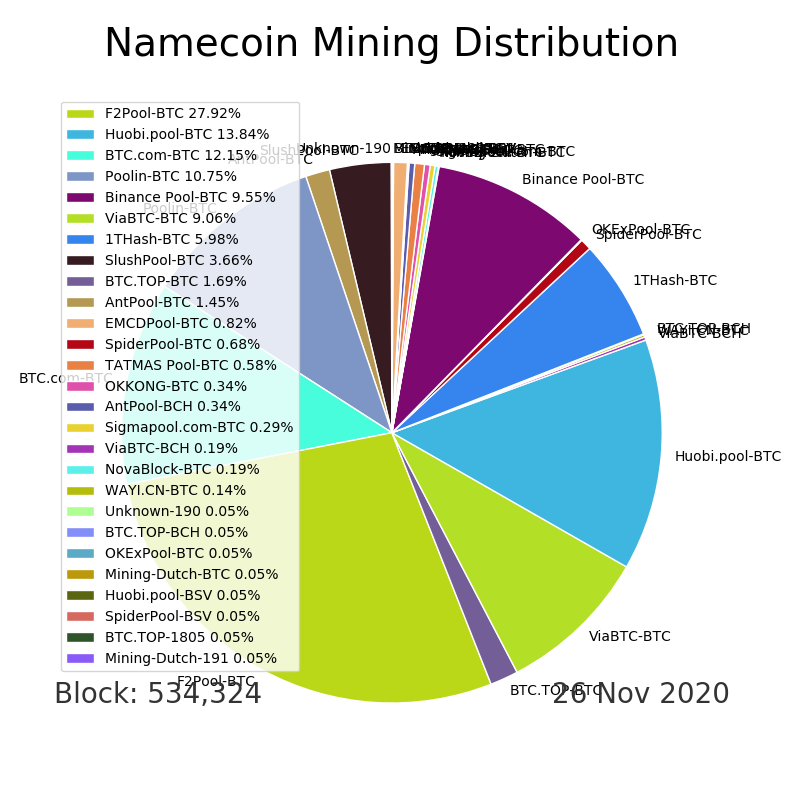 Namecoin Mining Distribution
F2Pool-BTC 27.92%
Huobi.pool-BTC 13.84%
BTC.com-BTC 12.15%
Poolin-BTC 10.75%
Binance Pool-BTC 9.55%
ViaBTC-BTC 9.06%
1THash-BTC 5.98%
SlushPool-BTC 3.66%
BTC.TOP-BTC 1.69%
AntPool-BTC 1.45%
EMCDPool-BTC 0.82%
SpiderPool-BTC 0.68%
TATMAS Pool-BTC 0.58%
OKKONG-BTC 0.34%
AntPool-BCH 0.34%
Sigmapool.com-BTC 0.29%
ViaBTC-BCH 0.19%
NovaBlock-BTC 0.19%
WAYI.CN-BTC 0.14%
Unknown-190 0.05%
BTC.TOP-BCH 0.05%
OKExPool-BTC 0.05%
Mining-Dutch-BTC 0.05%
Huobi.pool-BSV 0.05%
SpiderPool-BSV 0.05%
BTC.TOP-1805 0.05%
Mining-Dutch-191 0.05%
Unknown-190
SlushPool-BTC
AntPool-BTC
Poolin-BTC
BTC.com-BTC
F2Pool-BTC
Binance Pool-BTC
OKExPool-BTC
SpiderPool-BTC
1THash-BTC
BTC.TOP-BCH
ViaBTC-BCH
Huobi.pool-BTC
ViaBTC-BTC
BTC.TOP-BTC
Block: 534,324
26 Nov 2020